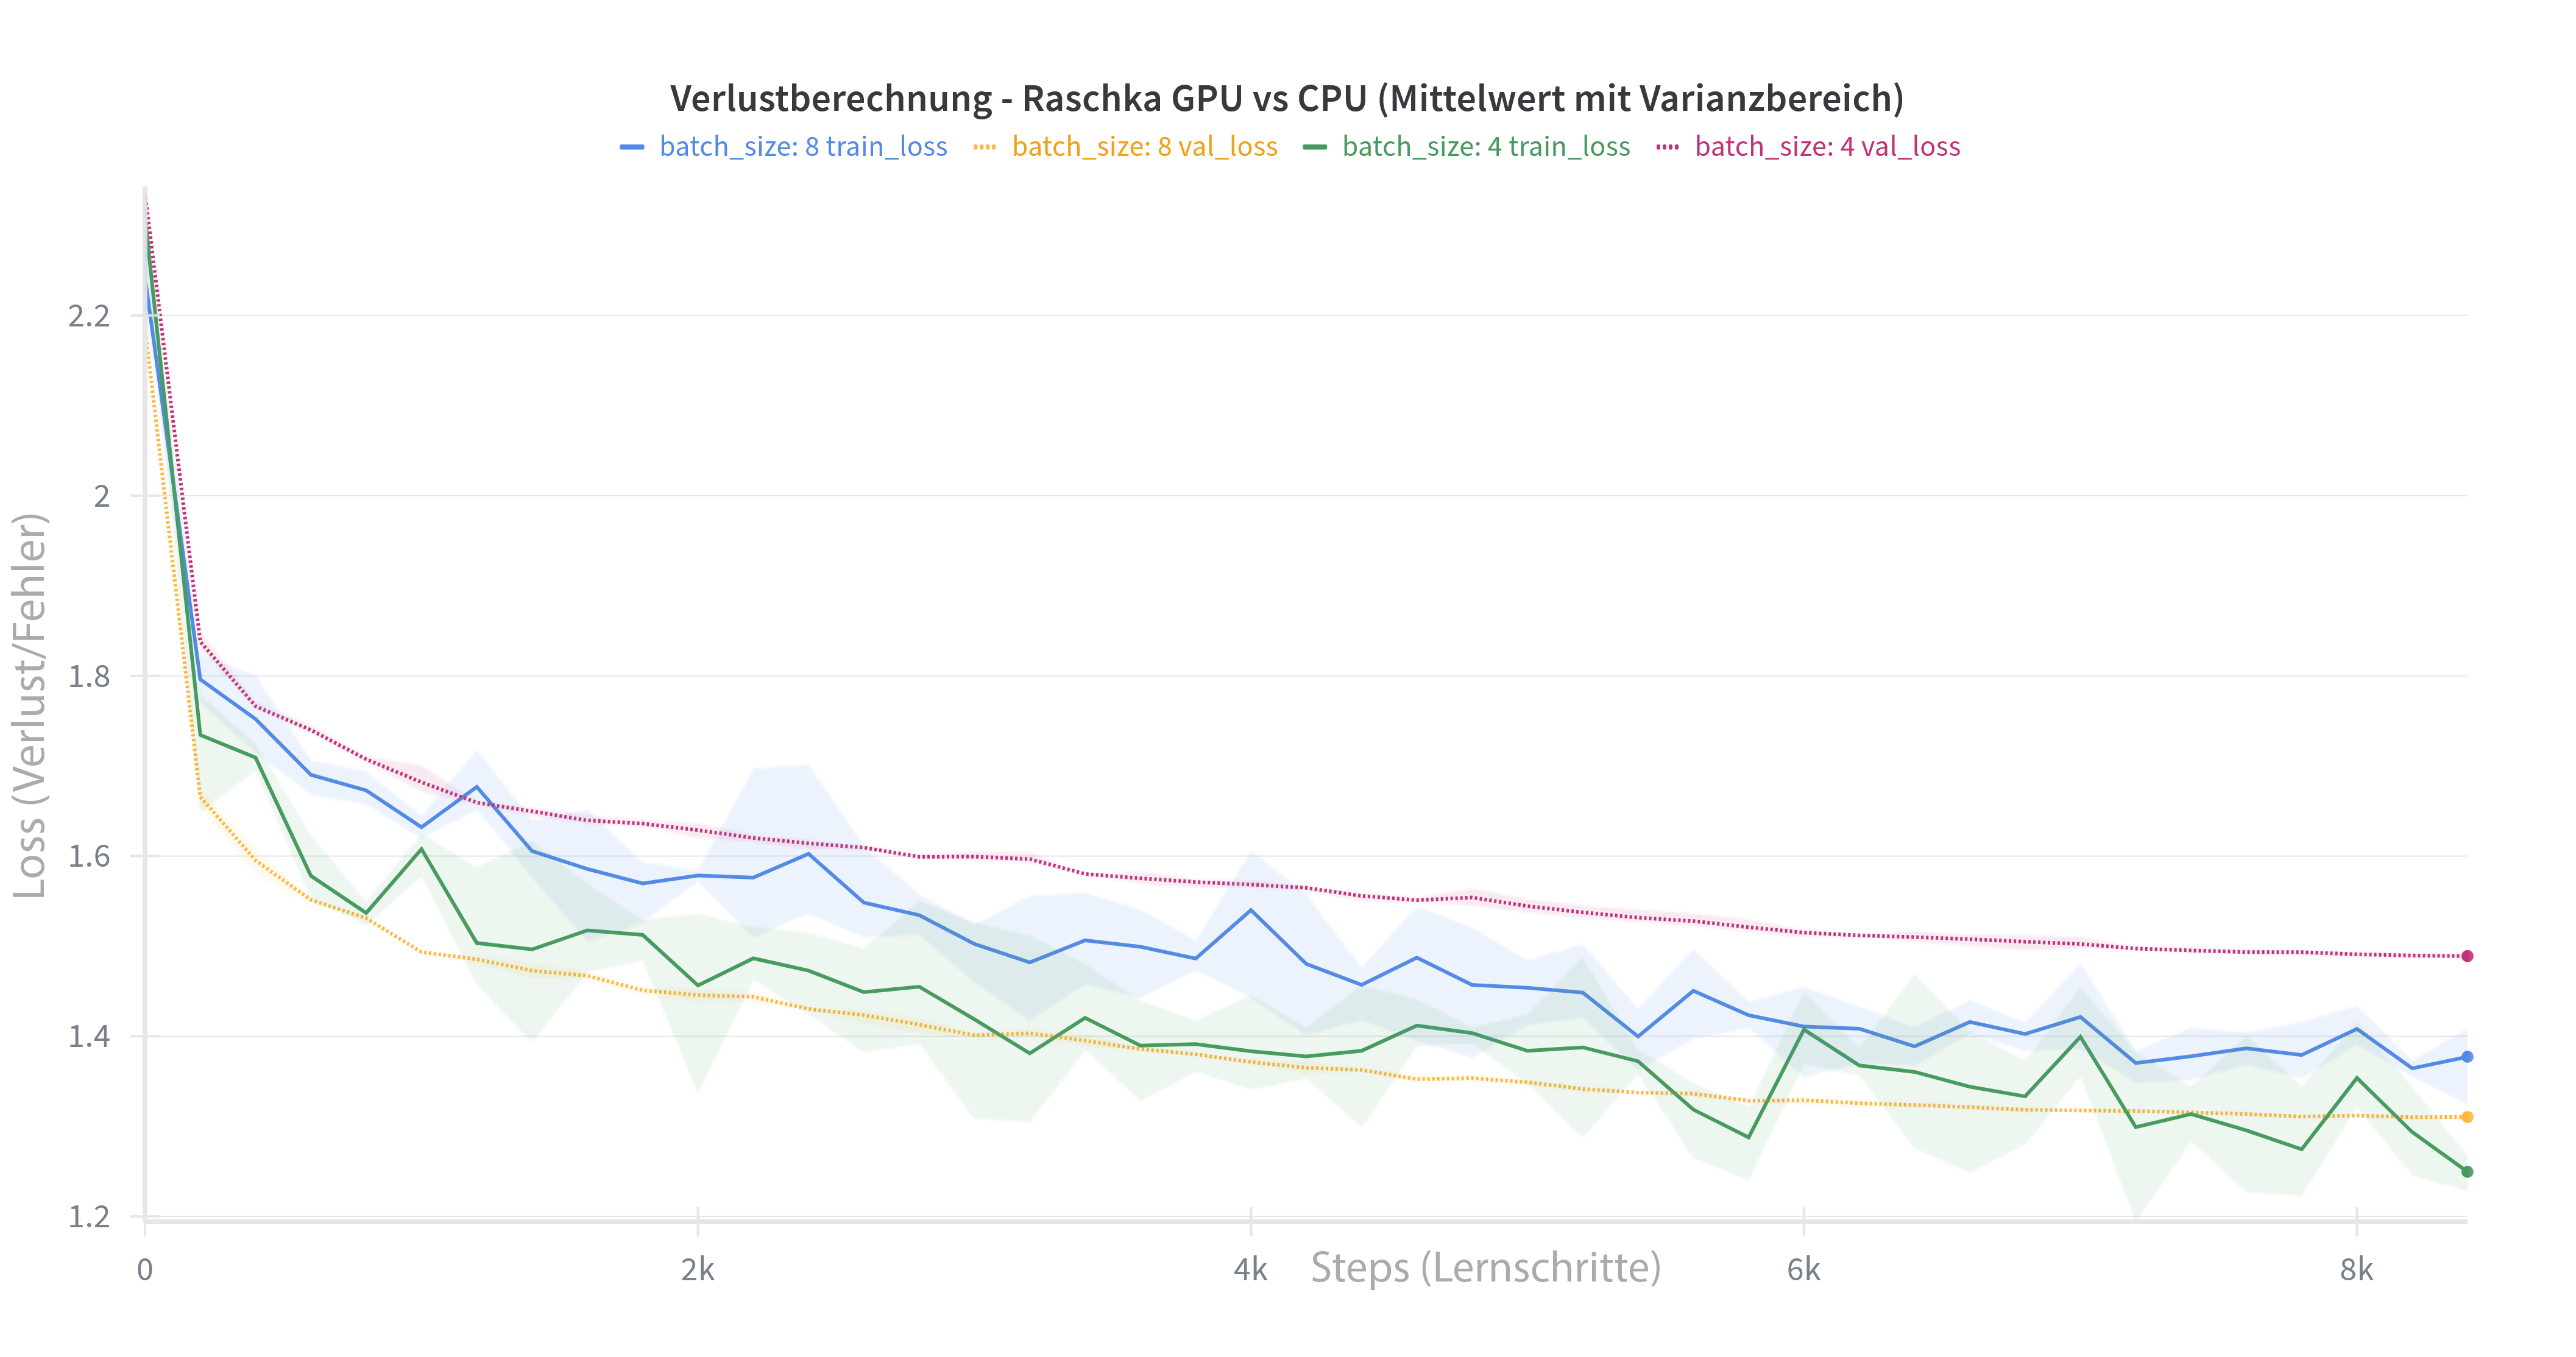 Verlustberechnung - Raschka GPU vs CPU (Mittelwert mit Varianzbereich)
batch_size: 8 train_loss batch_size: 8 val_loss batch_size: 4 train_loss batch_size: 4 val_loss
Loss (Verlust/Fehler)
2.2
2
1.8
1.6
1.4
1.2
0 2k 4k 6k 8k
Steps (Lernschritte)